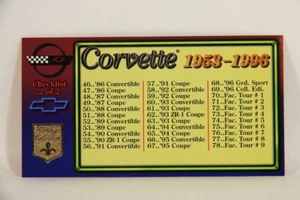 Corvette 1953-1996
Checklist
2 of 2
46..'86 Convertible
47..'86 Coupe
48..'87 Convertible
49..'87 Coupe
50..'88 Convertible
51..'88 Coupe
52..'89 Convertible
53..'89 Coupe
54..'90 Convertible
55..'90 ZR-1 Coupe
56..'91 Convertible
57..'91 Coupe
58..'92 Convertible
59..'92 Coupe
60..'93 Convertible
61..'93 Coupe
62..'93 ZR-1 Coupe
63..'94 Convertible
64..'94 Coupe
65..'95 Convertible
67..'95 Coupe
68..'96 Grd. Sport
69..'96 Coll. Edi.
70..Fac. Tour # 1
71..Fac. Tour # 2
72..Fac. Tour # 3
73..Fac. Tour # 4
74..Fac. Tour # 5
75..Fac. Tour # 6
76..Fac. Tour # 7
77..Fac. Tour # 8
78..Fac. Tour # 9